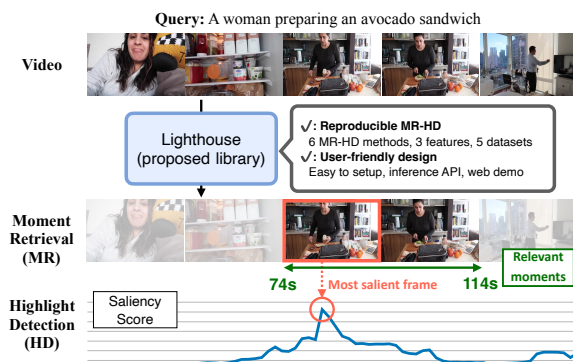 Query: A woman preparing an avocado sandwich
Video
Lighthouse
(proposed library)
✓: Reproducible MR-HD
6 MR-HD methods, 3 features, 5 datasets
✓: User-friendly design
Easy to setup, inference API, web demo
Moment
Retrieval
(MR)
74s
Most salient frame
114s
Relevant
moments
Highlight
Detection
(HD)
Saliency
Score